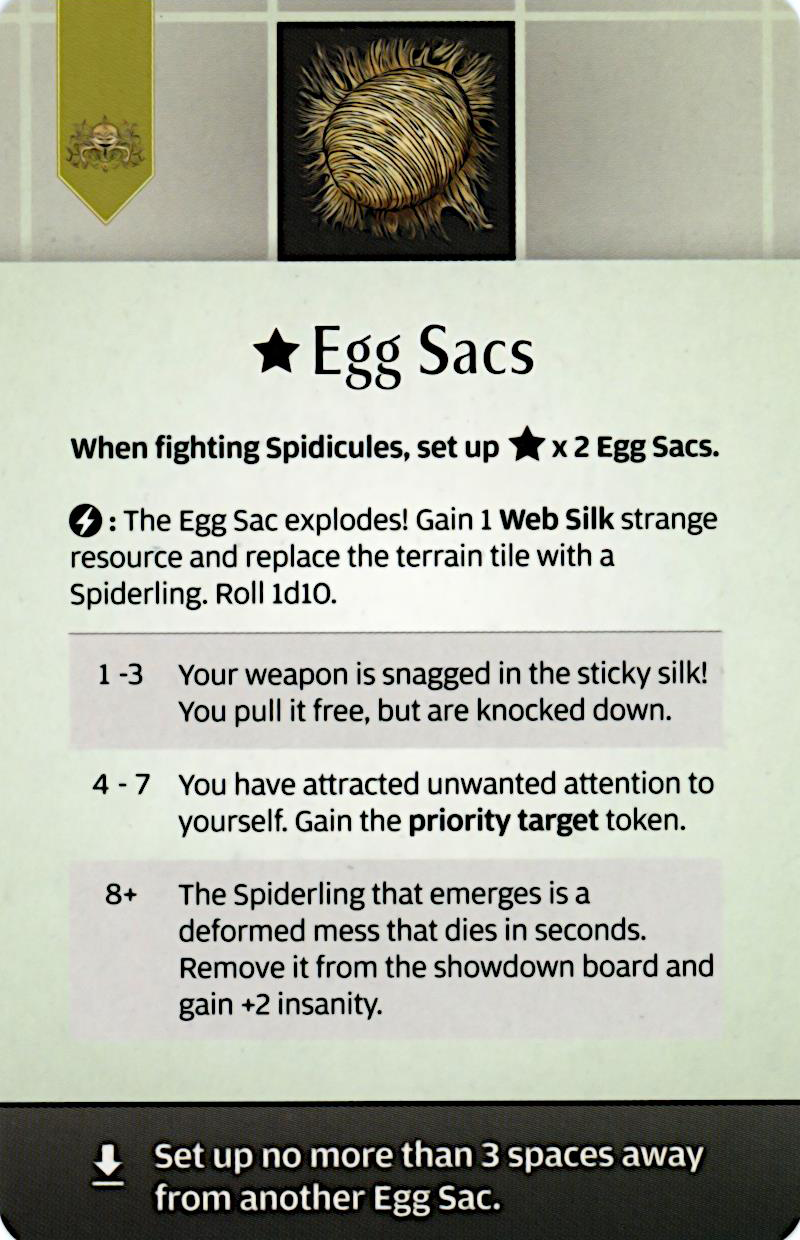 ★ Egg Sacs
When fighting Spidicules, set up ★ x 2 Egg Sacs.
: The Egg Sac explodes! Gain 1 Web Silk strange
resource and replace the terrain tile with a
Spiderling. Roll 1d10.
1 -3 Your weapon is snagged in the sticky silk!
You pull it free, but are knocked down.
4 - 7 You have attracted unwanted attention to
yourself. Gain the priority target token.
8+ The Spiderling that emerges is a
deformed mess that dies in seconds.
Remove it from the showdown board and
gain +2 insanity.
Set up no more than 3 spaces away
from another Egg Sac.